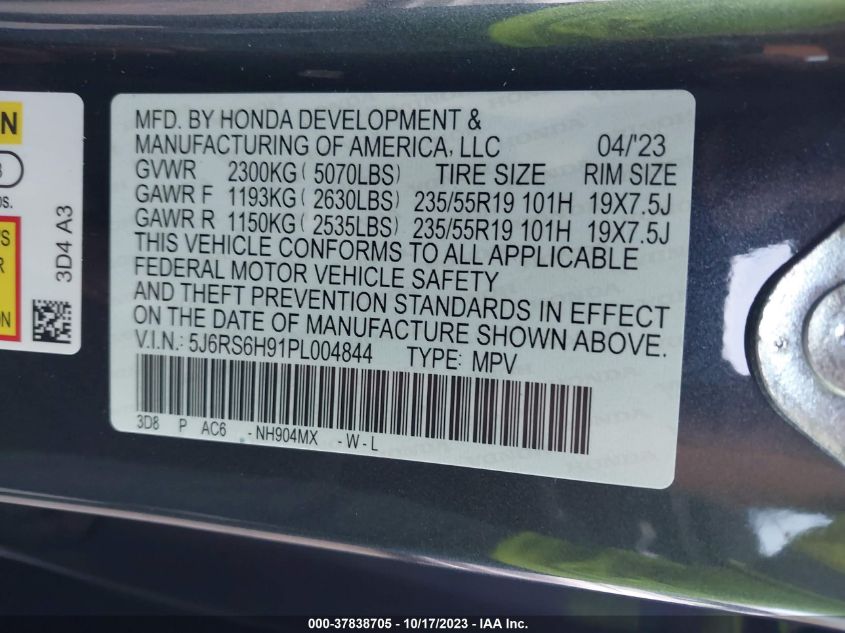 MFD. BY HONDA DEVELOPMENT &
MANUFACTURING OF AMERICA, LLC 04/'23
GVWR 2300KG ( 5070LBS) TIRE SIZE RIM SIZE
GAWR F 1193KG ( 2630LBS) 235/55R19 101H 19X7.5J
GAWR R 1150KG ( 2535LBS) 235/55R19 101H 19X7.5J
THIS VEHICLE CONFORMS TO ALL APPLICABLE
FEDERAL MOTOR VEHICLE SAFETY
AND THEFT PREVENTION STANDARDS IN EFFECT
ON THE DATE OF MANUFACTURE SHOWN ABOVE.
V.I.N.: 5J6RS6H91PL004844 TYPE: MPV
3D8 P AC6 -NH904MX -W-L
3D4 A3
000-37838705 - 10/17/2023 - IAA Inc.